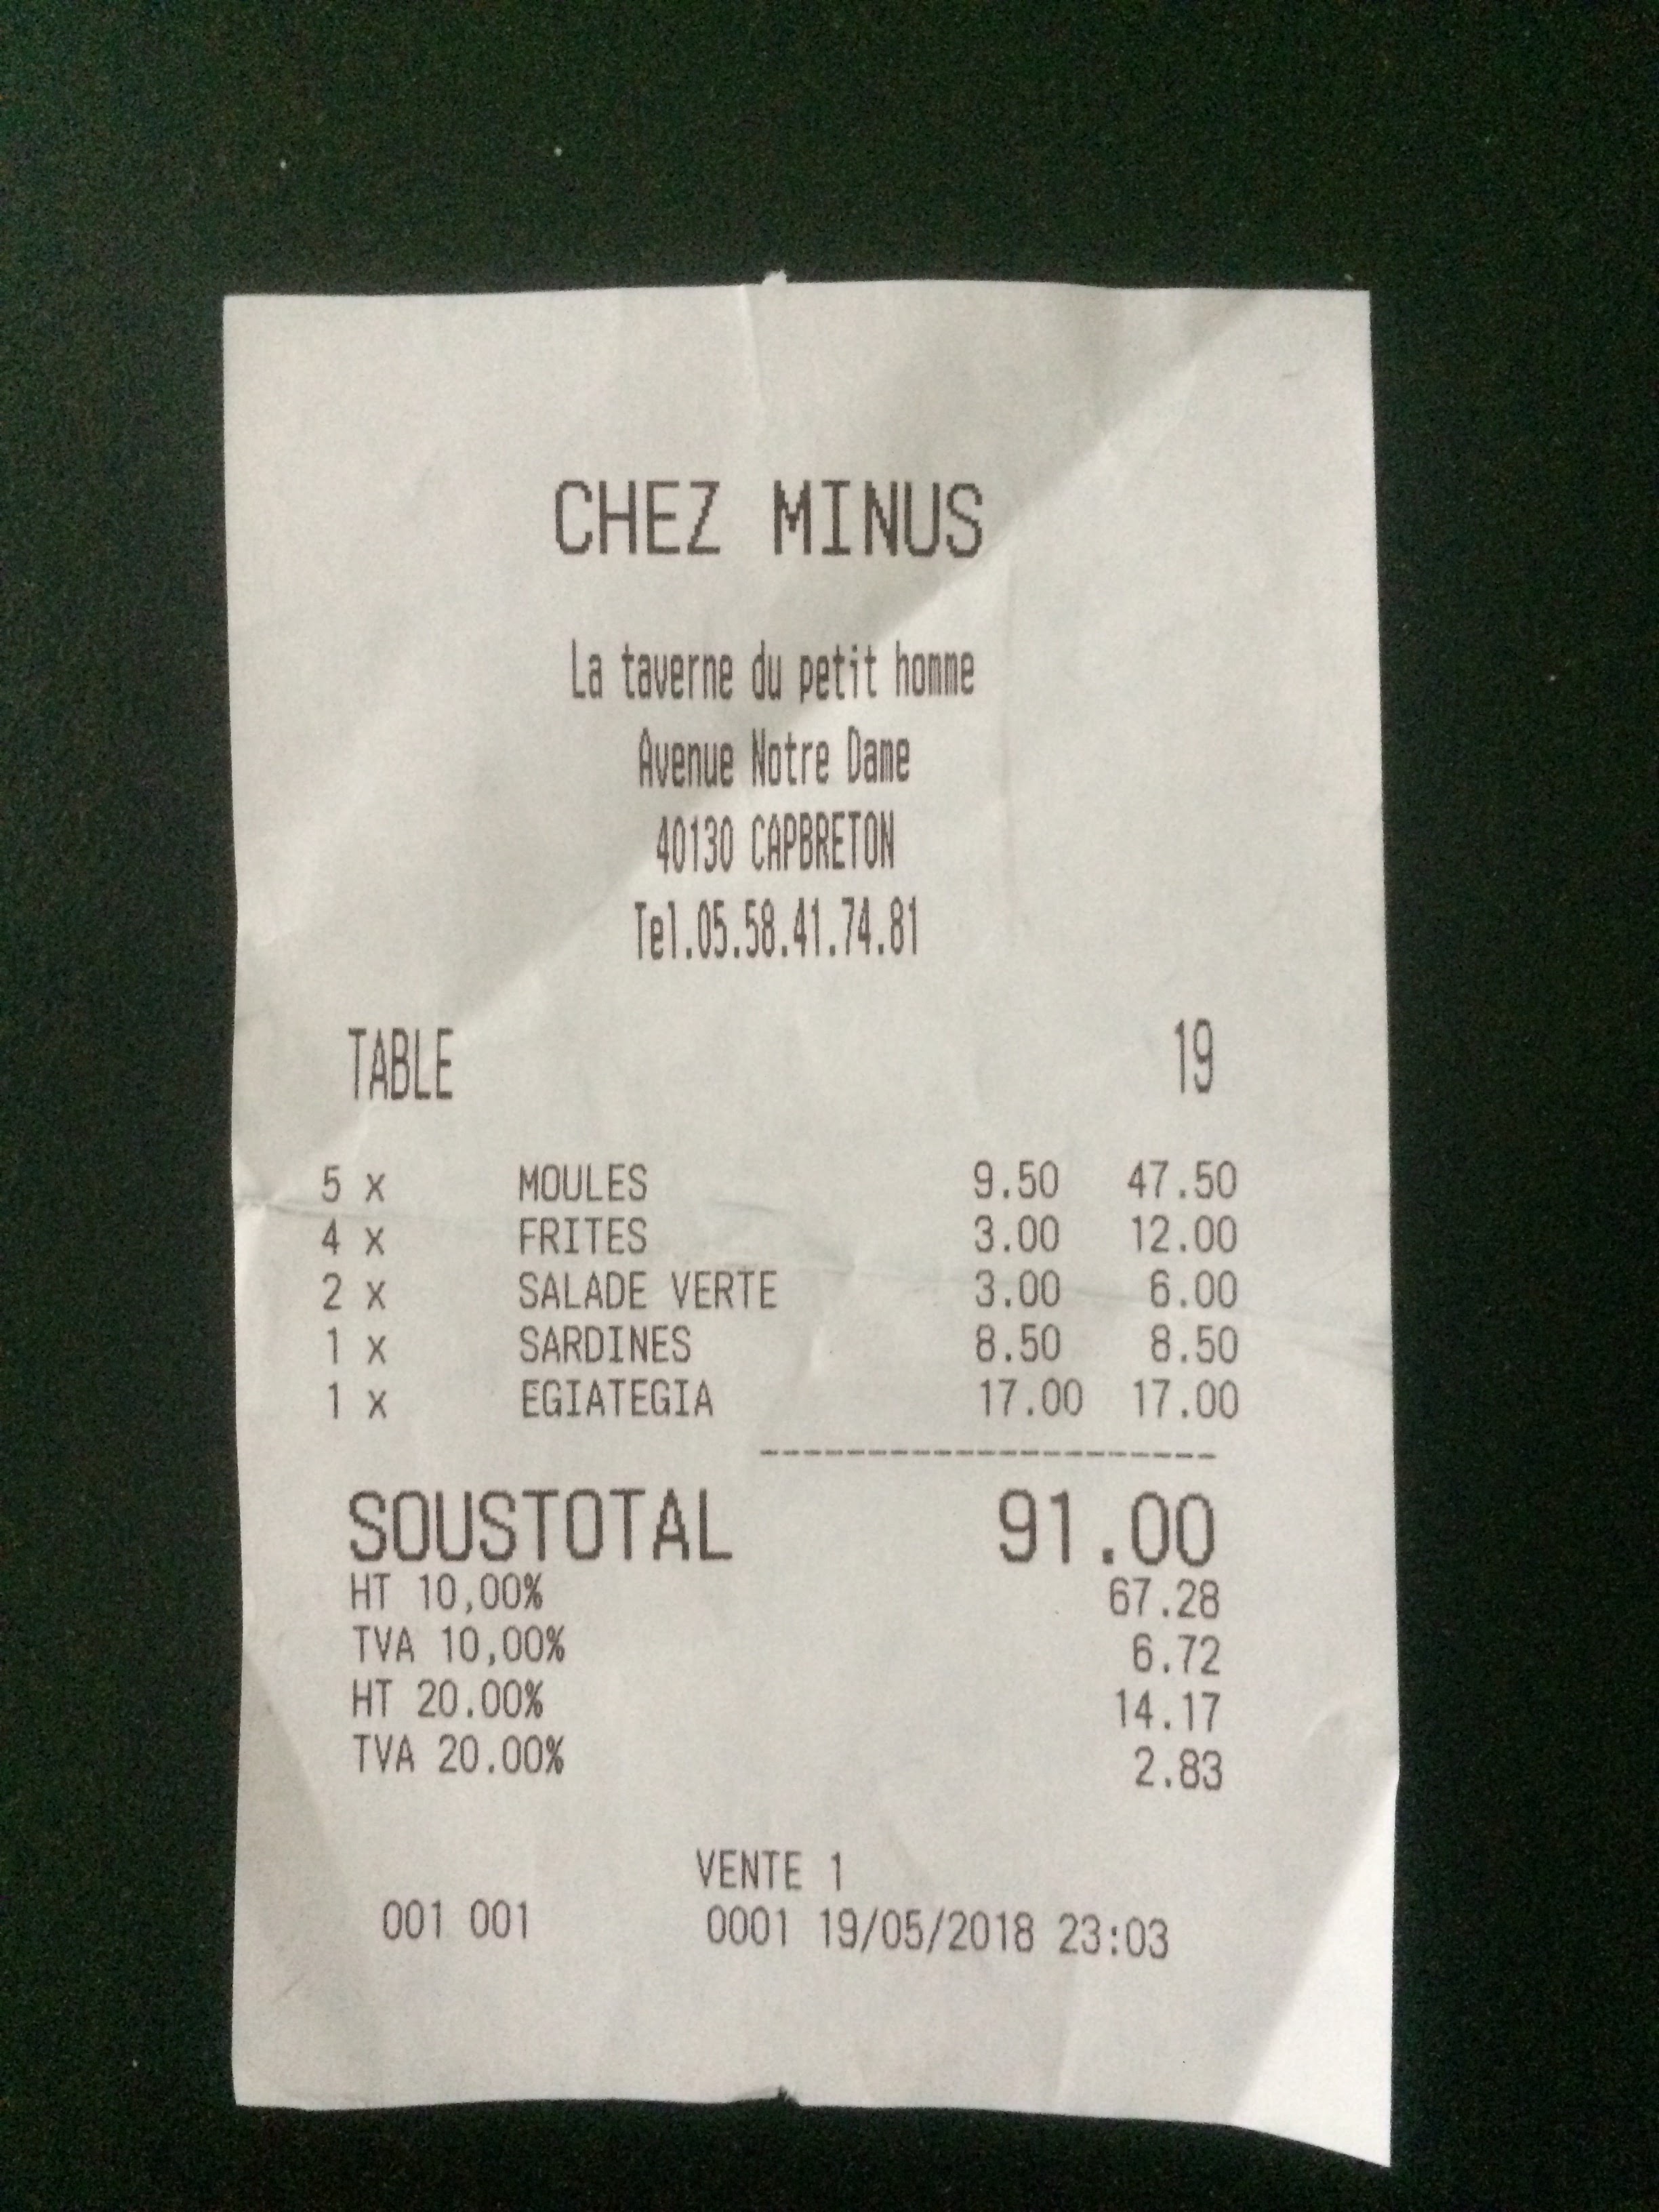 CHEZ MINUS
La taverne du petit homme
Avenue Notre Dame
40130 CAPBRETON
Tel.05.58.41.74.81
TABLE 19
5 x MOULES 9.50 47.50
4 x FRITES 3.00 12.00
2 x SALADE VERTE 3.00 6.00
1 x SARDINES 8.50 8.50
1 x EGIATEGIA 17.00 17.00
---------------------
SOUSTOTAL 91.00
HT 10,00% 67.28
TVA 10,00% 6.72
HT 20.00% 14.17
TVA 20.00% 2.83
VENTE 1
001 001 0001 19/05/2018 23:03